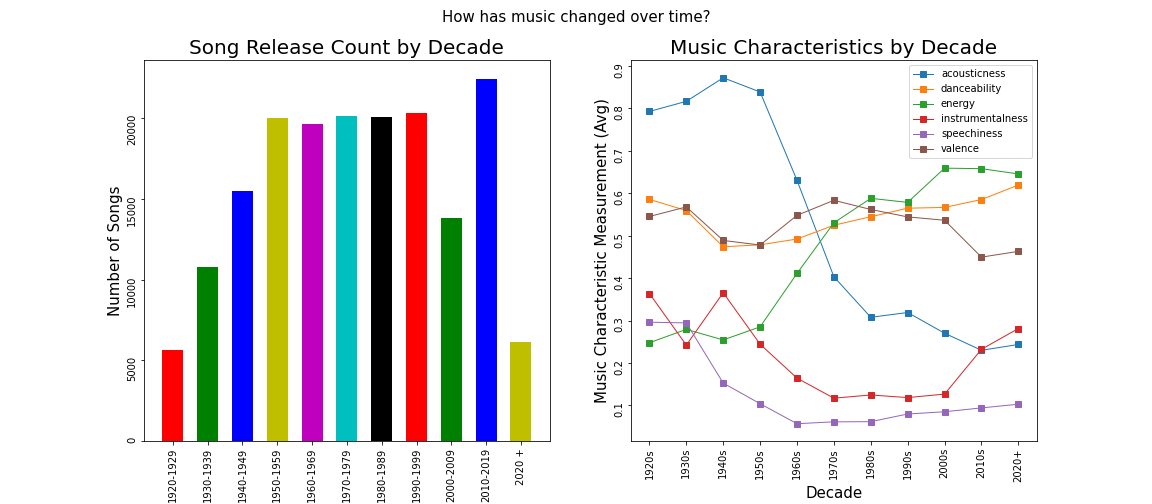 How has music changed over time?
Song Release Count by Decade
Number of Songs
20000
15000
10000
5000
0
1920-1929
1930-1939
1940-1949
1950-1959
1960-1969
1970-1979
1980-1989
1990-1999
2000-2009
2010-2019
2020 +
Music Characteristics by Decade
Music Characteristic Measurement (Avg)
0.9
0.8
0.7
0.6
0.5
0.4
0.3
0.2
0.1
acousticness
danceability
energy
instrumentalness
speechiness
valence
1920s
1930s
1940s
1950s
1960s
1970s
1980s
1990s
2000s
2010s
2020+
Decade